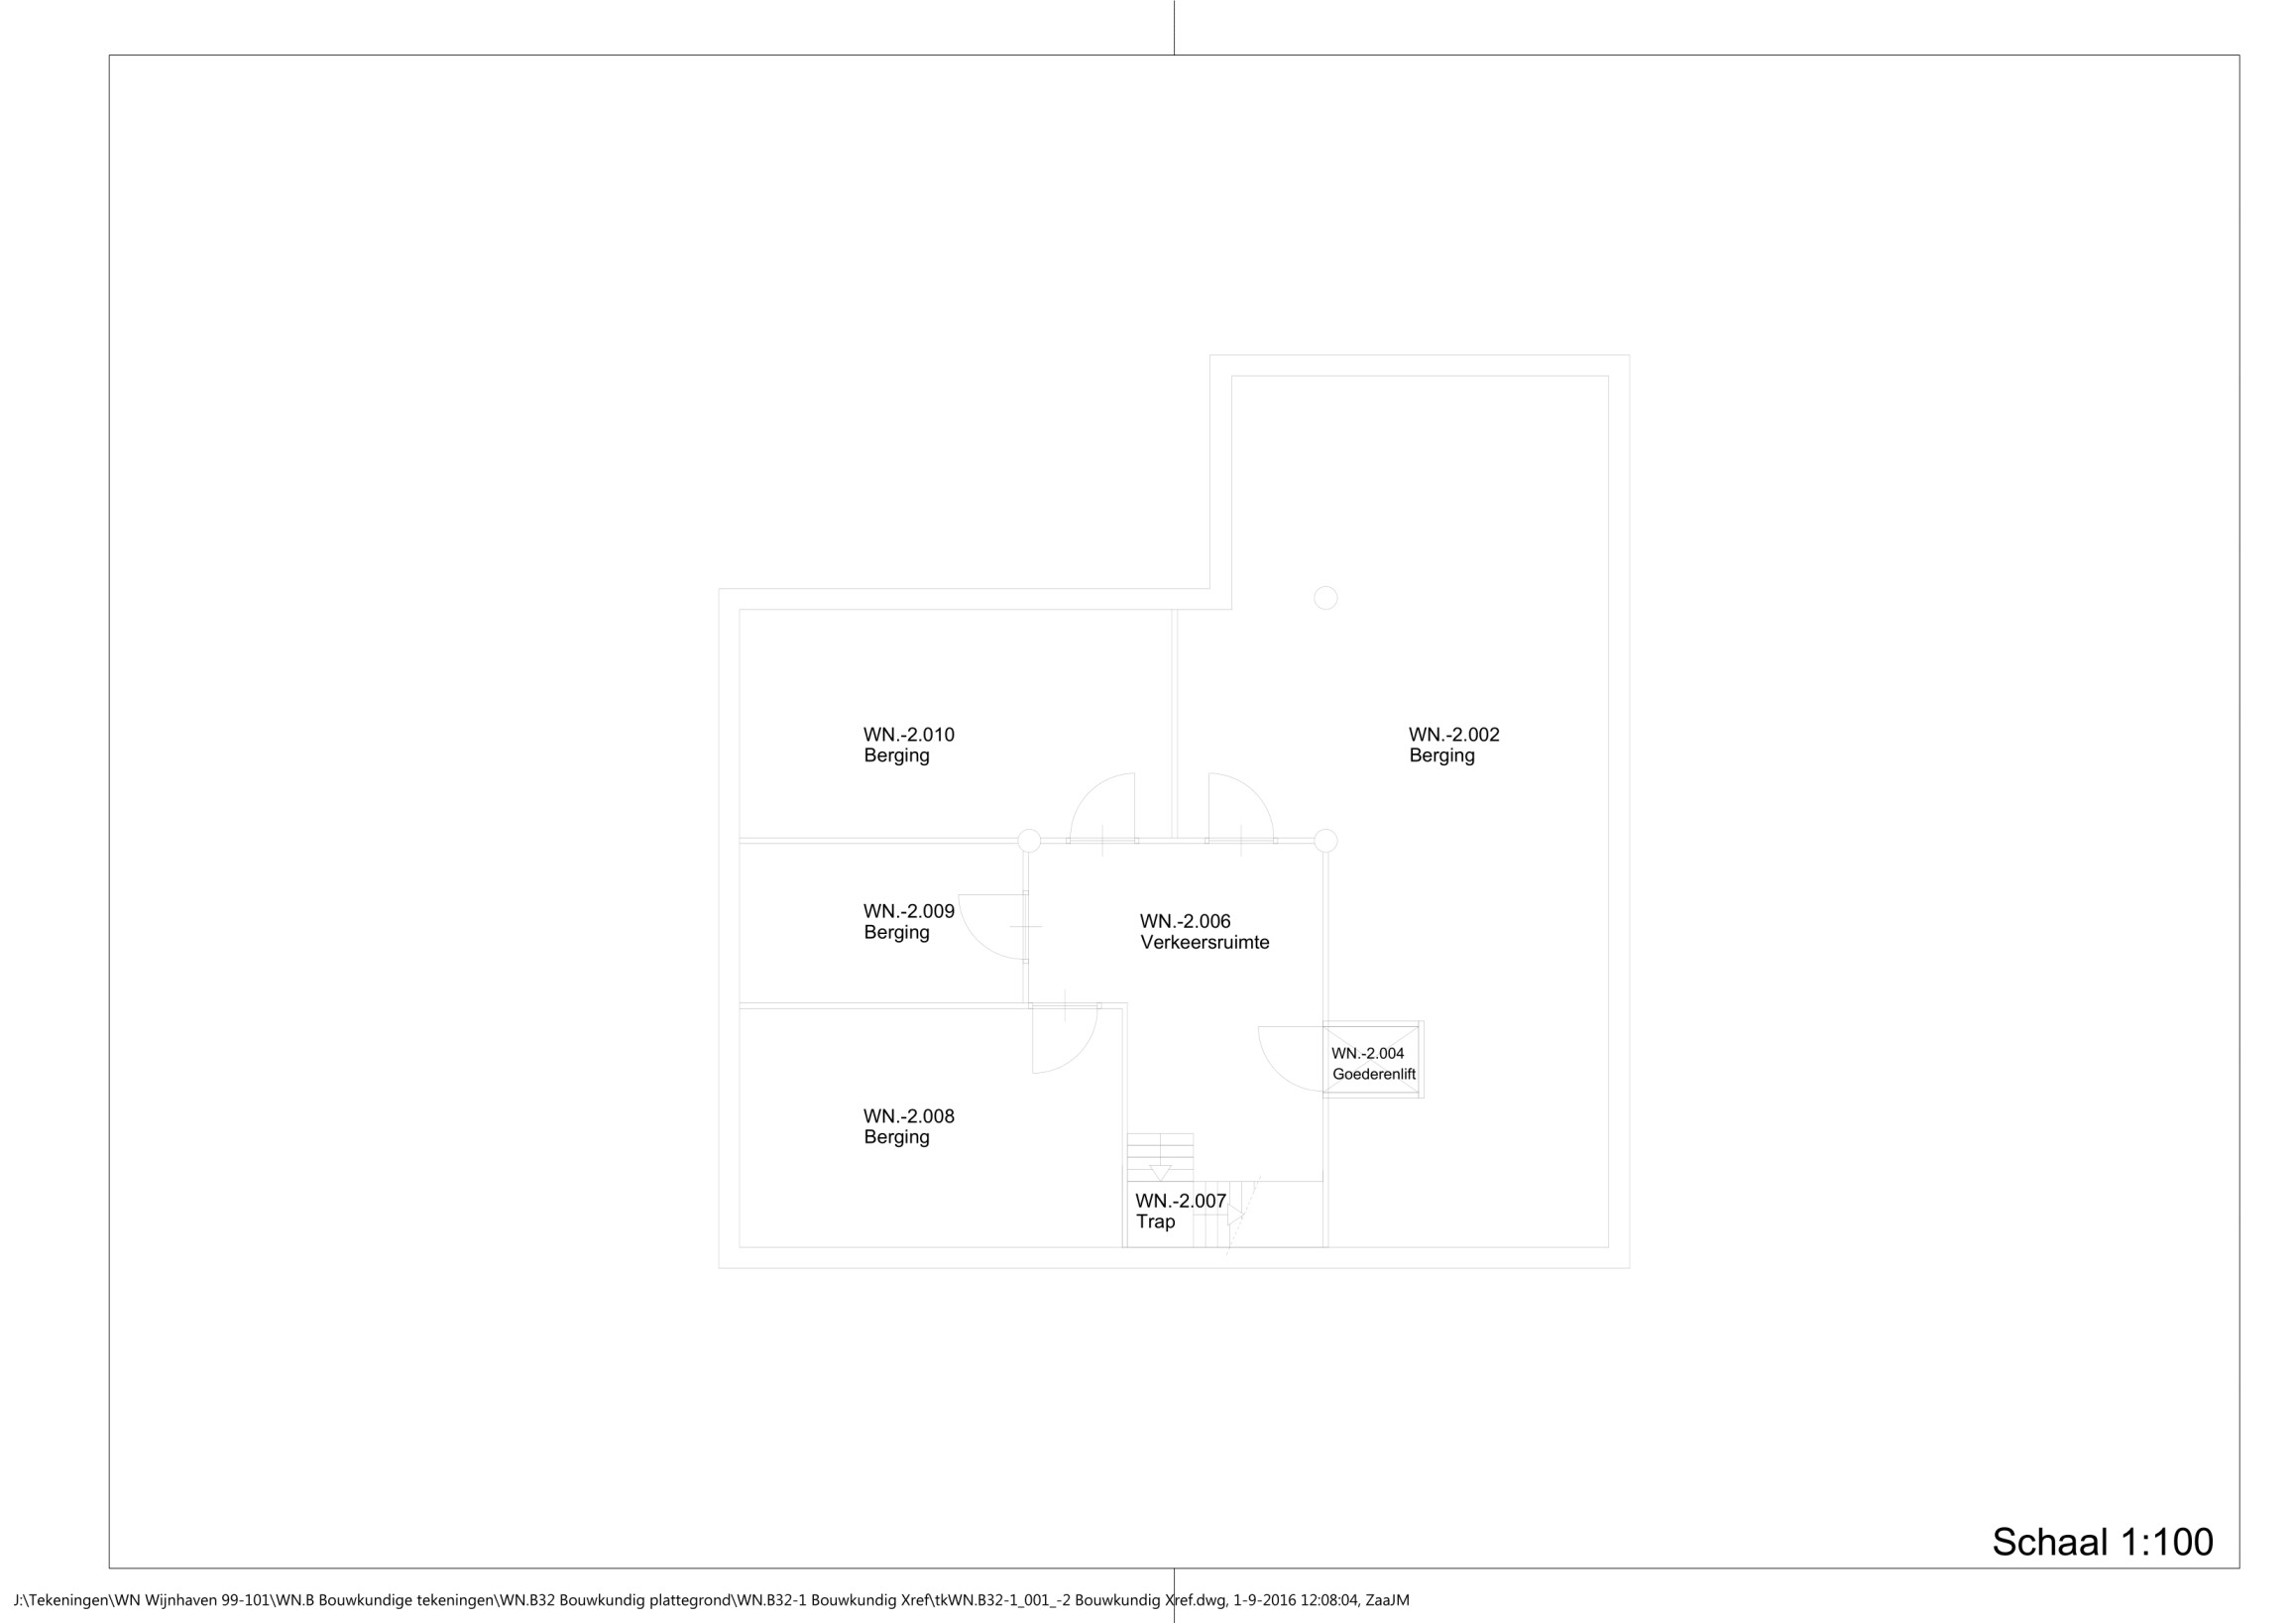 WN.-2.010
Berging
WN.-2.002
Berging
WN.-2.009
Berging
WN.-2.006
Verkeersruimte
WN.-2.004
Goederenlift
WN.-2.008
Berging
WN.-2.007
Trap
Schaal 1:100
J:\Tekeningen\WN Wijnhaven 99-101\WN.B Bouwkundige tekeningen\WN.B32 Bouwkundig plattegrond\WN.B32-1 Bouwkundig Xref\tkWN.B32-1_001_-2 Bouwkundig Xref.dwg, 1-9-2016 12:08:04, ZaaJM